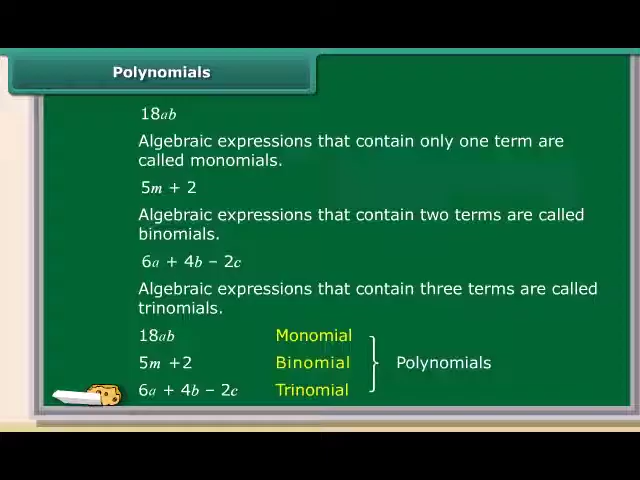 Polynomials
18ab
Algebraic expressions that contain only one term are
called monomials.
5m + 2
Algebraic expressions that contain two terms are called
binomials.
6a + 4b – 2c
Algebraic expressions that contain three terms are called
trinomials.
18ab Monomial
5m +2 Binomial Polynomials
6a + 4b – 2c Trinomial